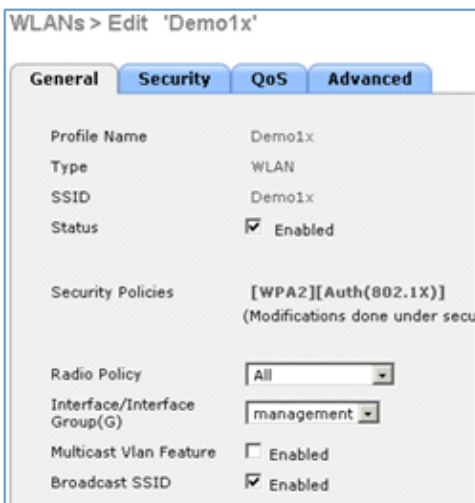 WLANs > Edit 'Demo1x'
General Security QoS Advanced
Profile Name Demo1x
Type WLAN
SSID Demo1x
Status Enabled
Security Policies [WPA2][Auth(802.1X)]
(Modifications done under secu
Radio Policy All
Interface/Interface Group(G) management
Multicast Vlan Feature Enabled
Broadcast SSID Enabled